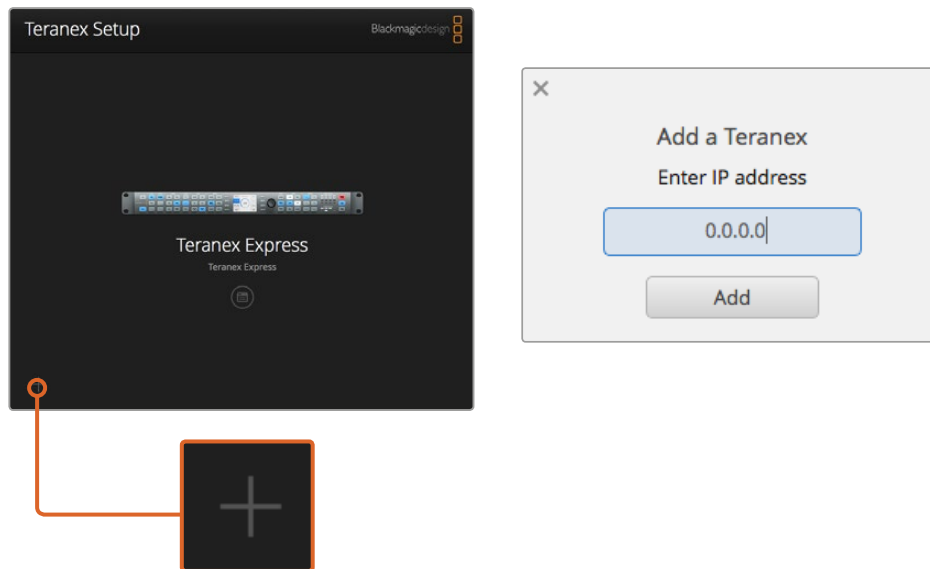 Teranex Setup
Blackmagicdesign
Teranex Express
Teranex Express
Add a Teranex
Enter IP address
0.0.0.0
Add